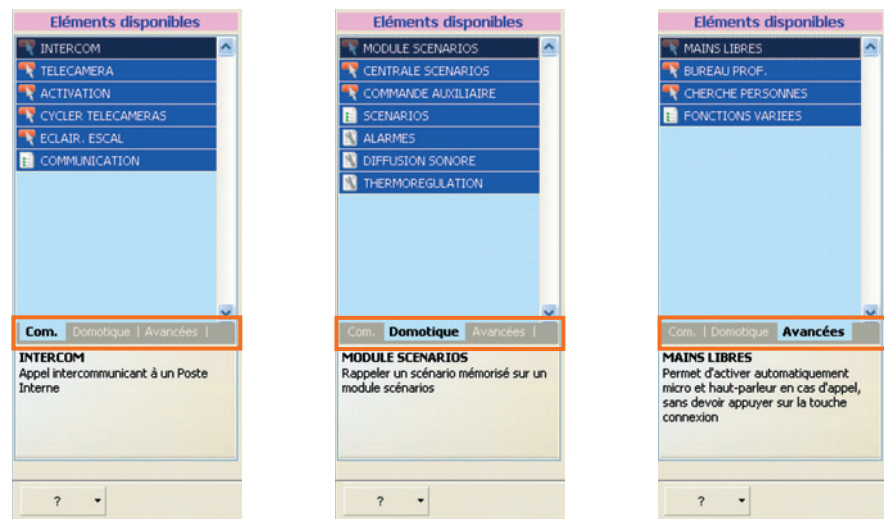 Eléments disponibles
INTERCOM
TELECAMERA
ACTIVATION
CYCLER TELECAMERAS
ECLAIR. ESCAL
COMMUNICATION
Com. | Domotique | Avancées |
INTERCOM
Appel intercommunicant à un Poste
Interne
?
Eléments disponibles
MODULE SCENARIOS
CENTRALE SCENARIOS
COMMANDE AUXILIAIRE
SCENARIOS
ALARMES
DIFFUSION SONORE
THERMOREGULATION
Com. Domotique Avancées |
MODULE SCENARIOS
Rappeler un scénario mémorisé sur un
module scénarios
?
Eléments disponibles
MAINS LIBRES
BUREAU PROF.
CHERCHE PERSONNES
FONCTIONS VARIEES
Com. | Domotique Avancées
MAINS LIBRES
Permet d'activer automatiquement
micro et haut-parleur en cas d'appel,
sans devoir appuyer sur la touche
connexion
?